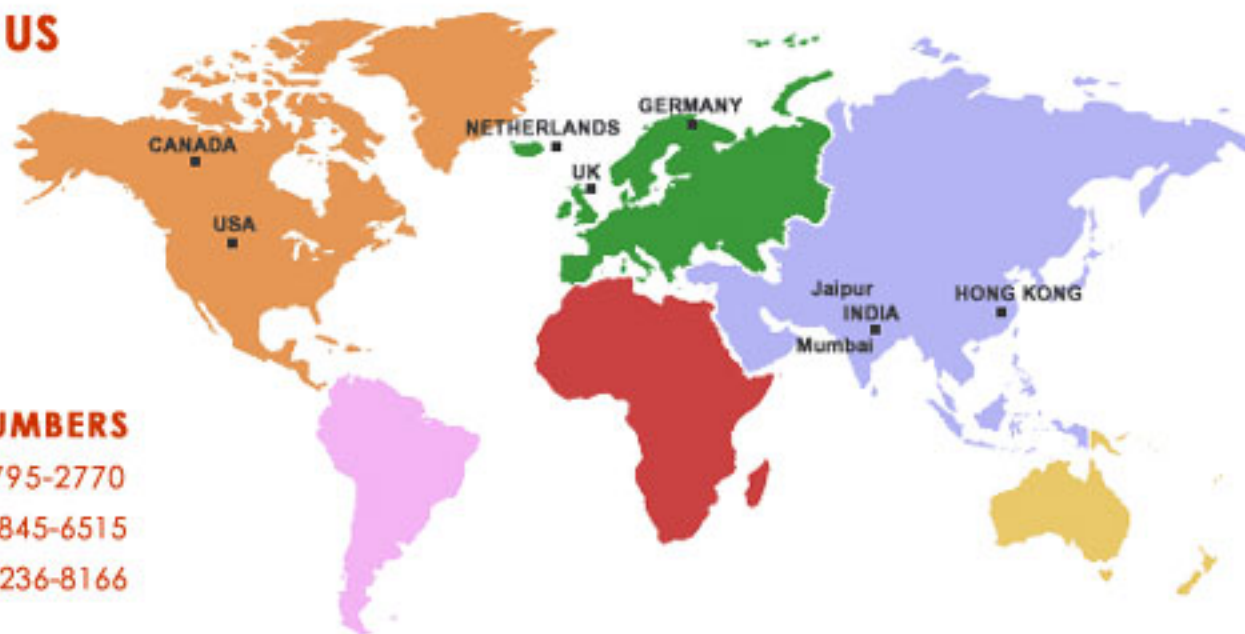 US
GERMANY
NETHERLANDS
CANADA
UK
USA
Jaipur
HONG KONG
INDIA
Mumbai
UMBERS
795-2770
845-6515
236-8166